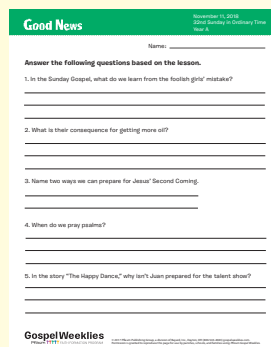 Good News
November 11, 2018
32nd Sunday in Ordinary Time
Year A
Name:
Answer the following questions based on the lesson.
1. In the Sunday Gospel, what do we learn from the foolish girls' mistake?
2. What is their consequence for getting more oil?
3. Name two ways we can prepare for Jesus' Second Coming.
4. When do we pray psalms?
5. In the story "The Happy Dance," why isn't Juan prepared for the talent show?
GospelWeeklies